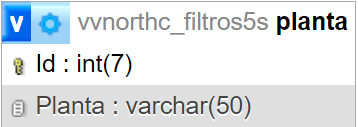 v vvnorthc_filtros5s planta
Id : int(7)
Planta : varchar(50)